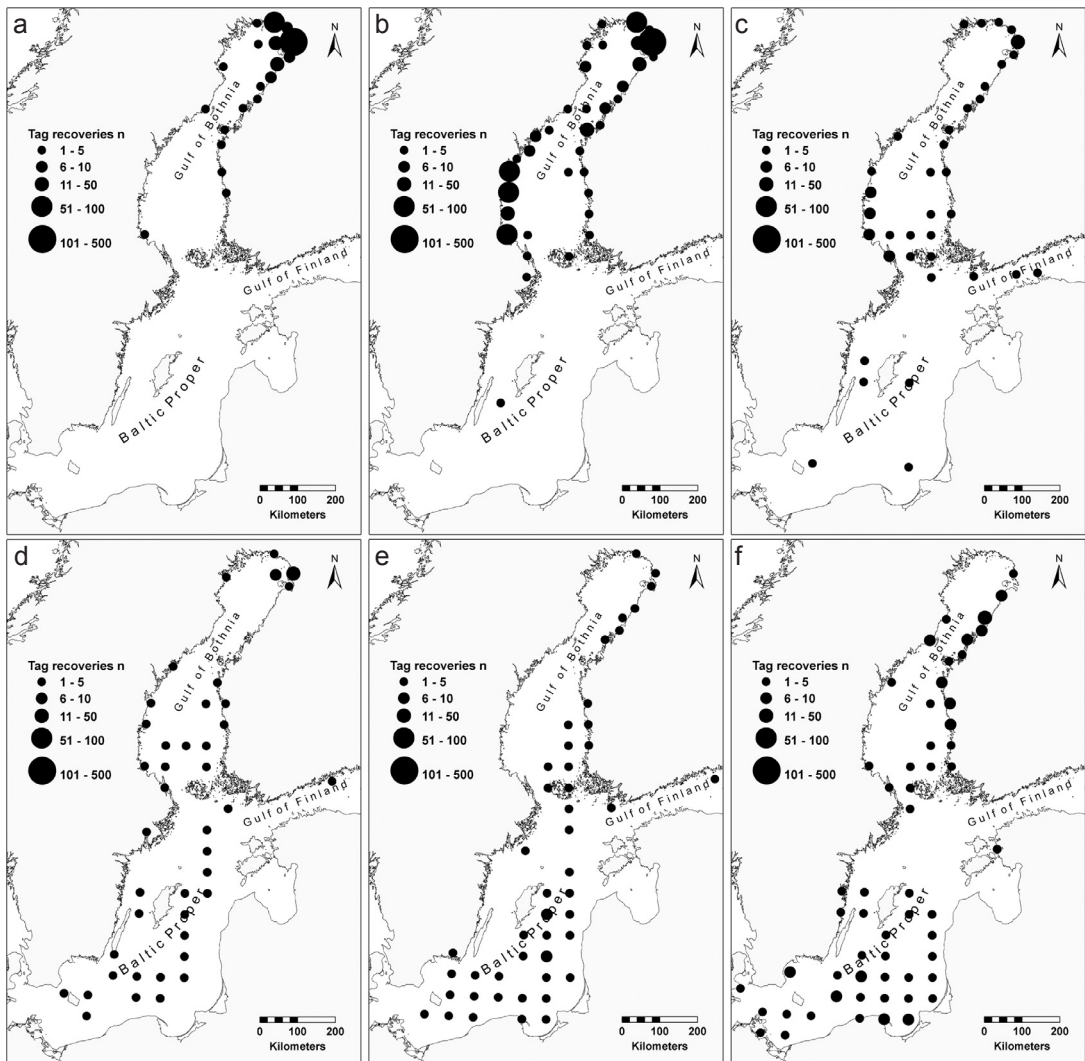 a
N
Gulf of Bothnia
Tag recoveries n
1 - 5
6 - 10
11 - 50
51 - 100
101 - 500
Gulf of Finland
Baltic Proper
0 100 200
Kilometers
b
N
Gulf of Bothnia
Tag recoveries n
1 - 5
6 - 10
11 - 50
51 - 100
101 - 500
Gulf of Finland
Baltic Proper
0 100 200
Kilometers
c
N
Gulf of Bothnia
Tag recoveries n
1 - 5
6 - 10
11 - 50
51 - 100
101 - 500
Gulf of Finland
Baltic Proper
0 100 200
Kilometers
d
N
Gulf of Bothnia
Tag recoveries n
1 - 5
6 - 10
11 - 50
51 - 100
101 - 500
Gulf of Finland
Baltic Proper
0 100 200
Kilometers
e
N
Gulf of Bothnia
Tag recoveries n
1 - 5
6 - 10
11 - 50
51 - 100
101 - 500
Gulf of Finland
Baltic Proper
0 100 200
Kilometers
f
N
Gulf of Bothnia
Tag recoveries n
1 - 5
6 - 10
11 - 50
51 - 100
101 - 500
Gulf of Finland
Baltic Proper
0 100 200
Kilometers